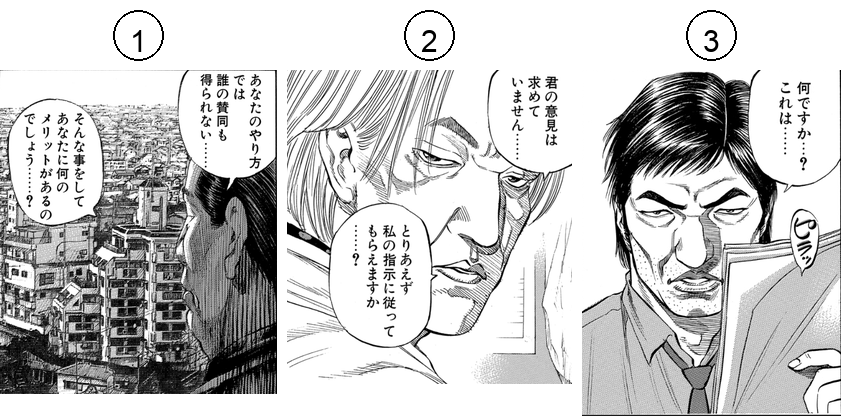 1
あなたのやり方
では
誰の賛同も
得られない……
そんな事をして
あなたに何の
メリットがあるの
でしょう……?
2
君の意見は
求めて
いません……
とりあえず
私の指示に従って
もらえますか
……?
3
何ですか…?
これは……
ピラッ